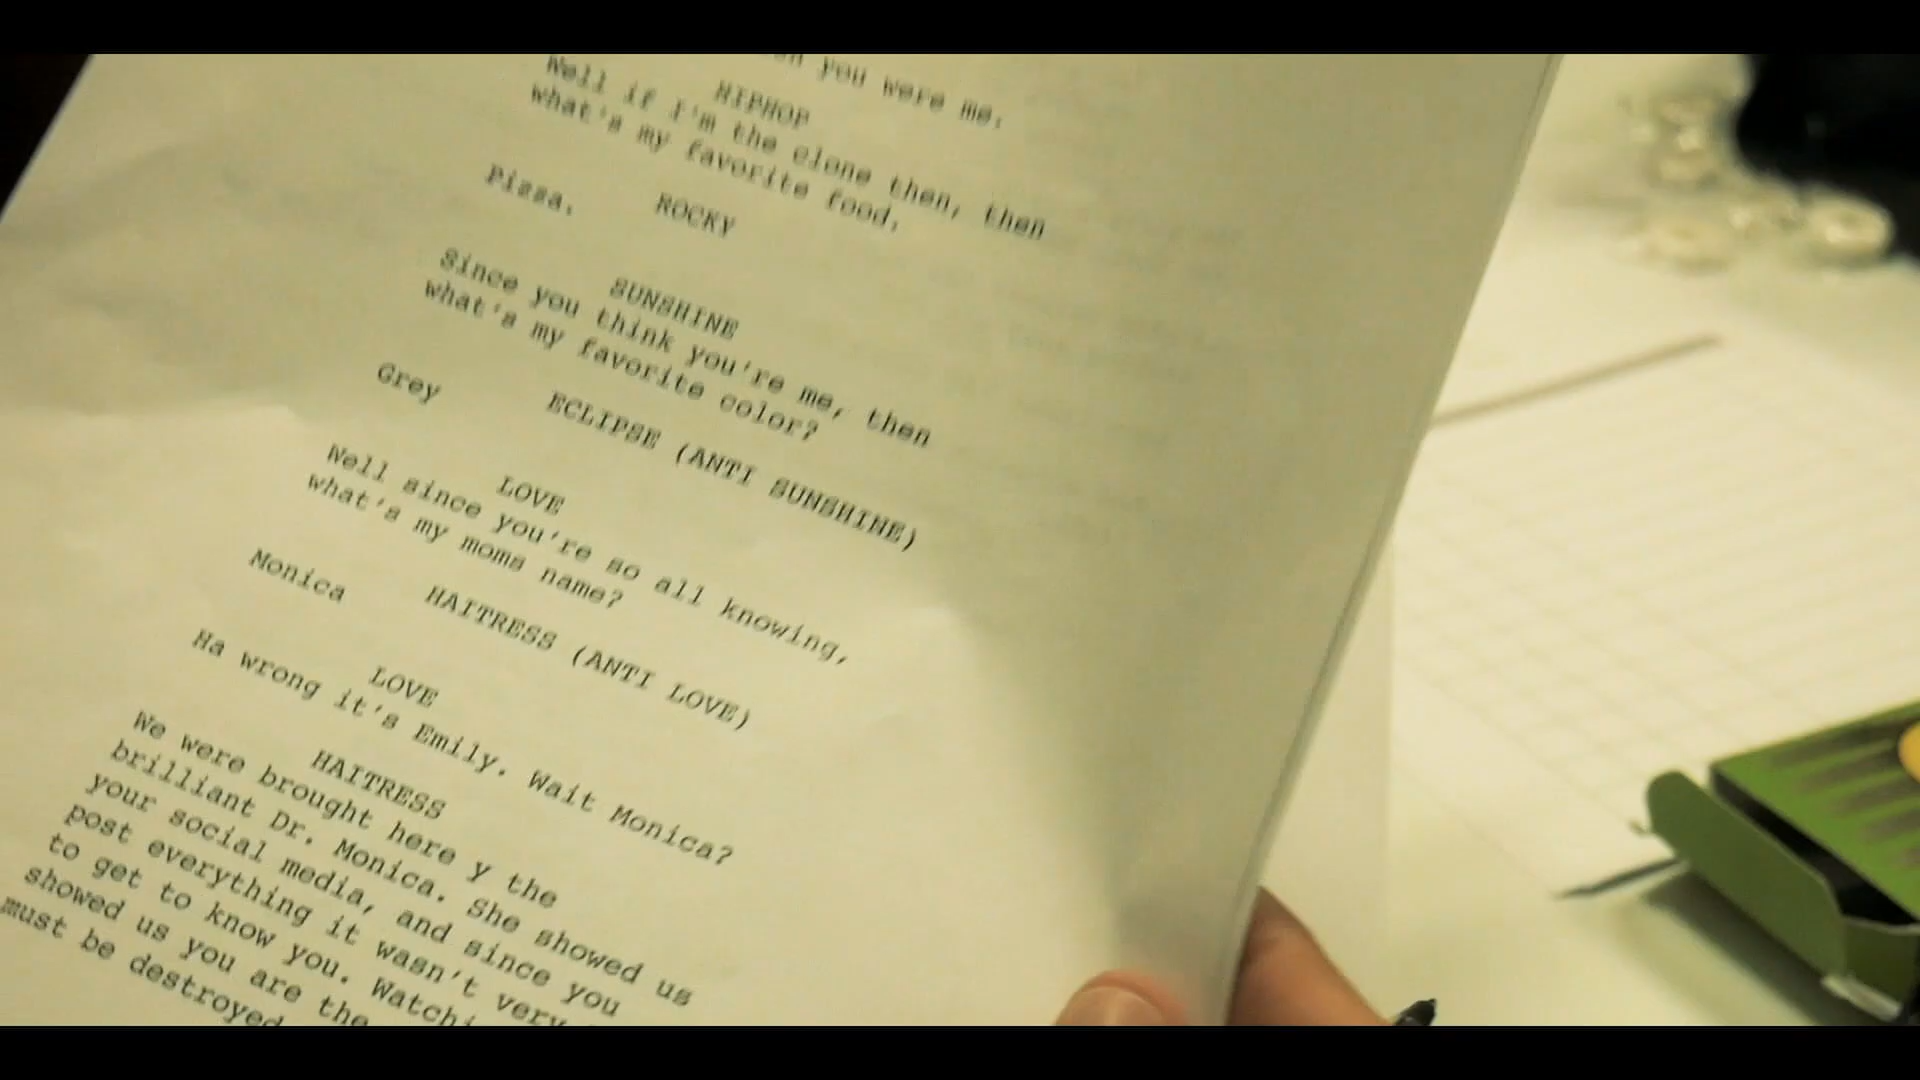 you were me.
HIPHOP
Well if I'm the clone then, then
what's my favorite food,
ROCKY
Pizza.
SUNSHINE
Since you think you're me, then
what's my favorite color?
ECLIPSE (ANTI SUNSHINE)
Grey
LOVE
Well since you're so all knowing,
what's my moms name?
HAITRESS (ANTI LOVE)
Monica
LOVE
Ha wrong it's Emily. Wait Monica?
HAITRESS
We were brought here y the
brilliant Dr. Monica. She showed us
your social media, and since you
post everything it wasn't very
to get to know you.
showed us you are the
must be destroyed